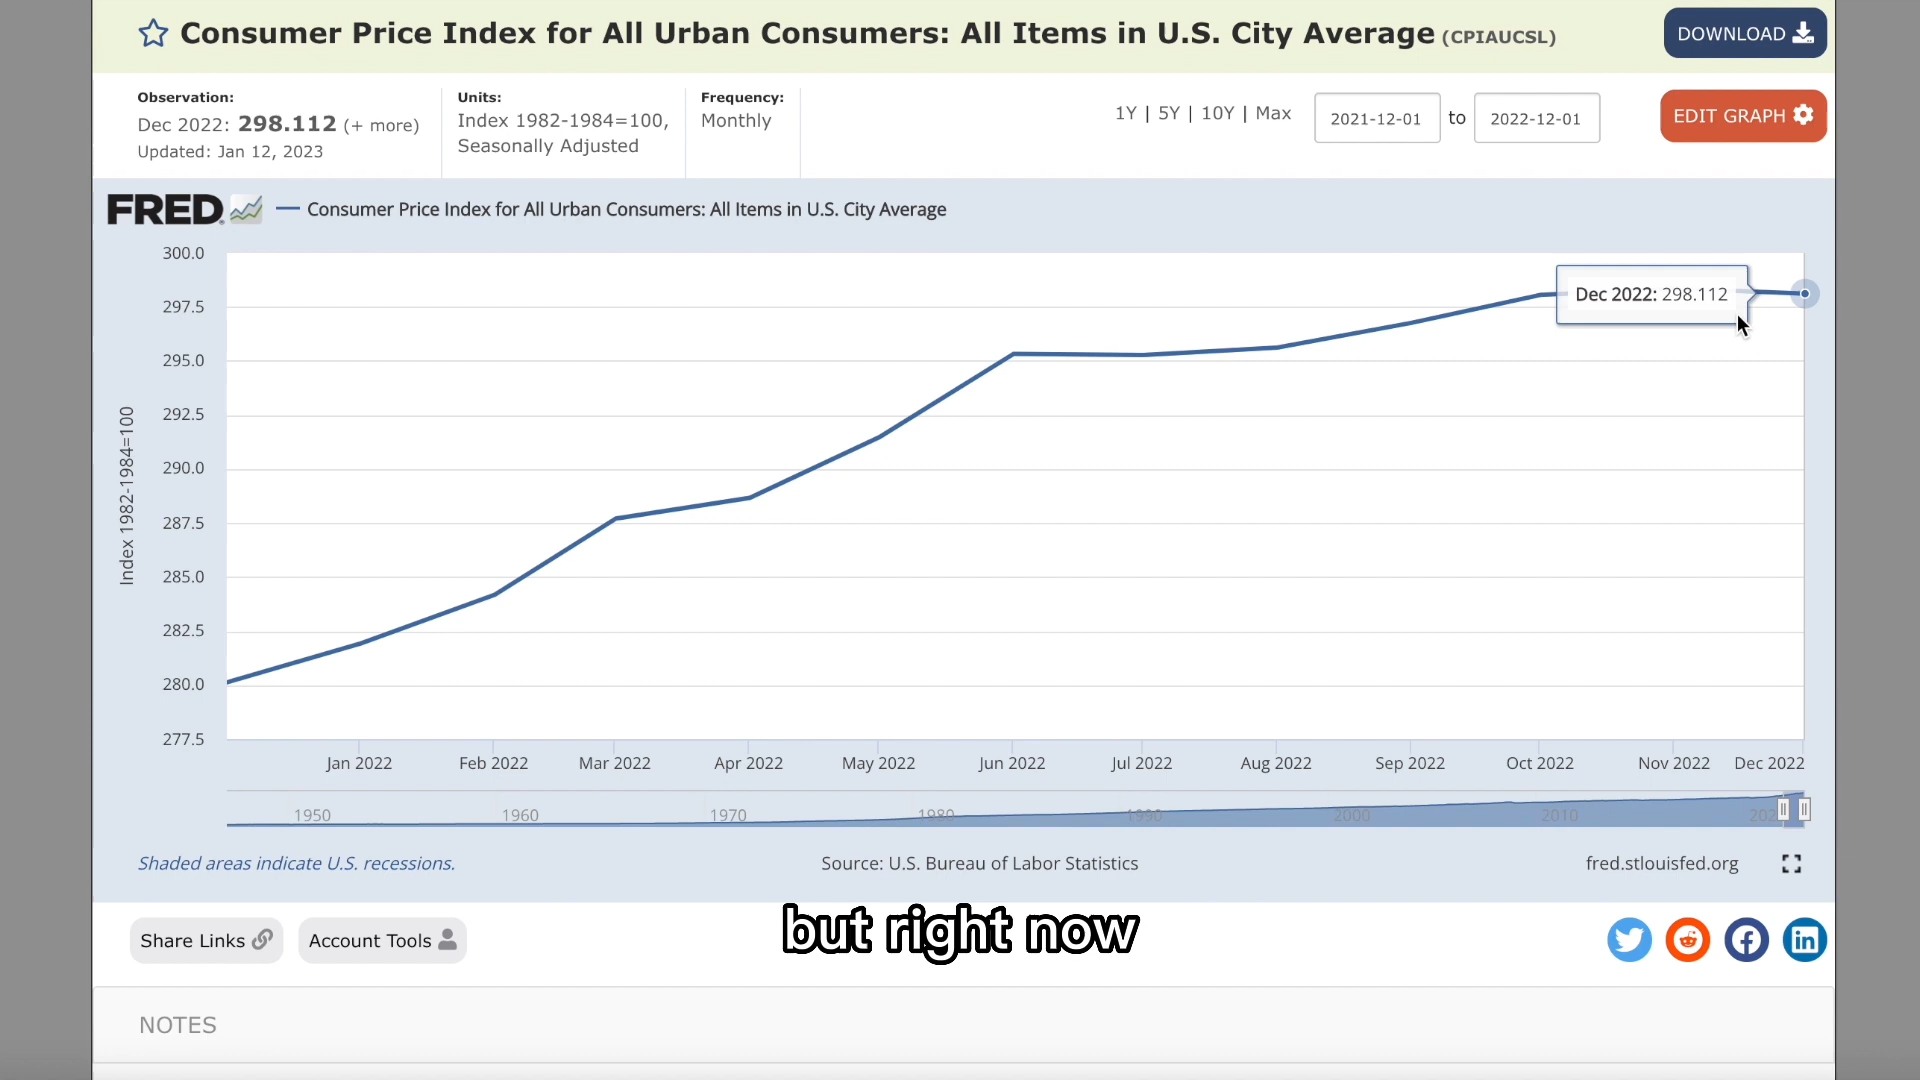 Consumer Price Index for All Urban Consumers: All Items in U.S. City Average (CPIAUCSL)
DOWNLOAD
Observation:
Dec 2022: 298.112 (+ more)
Updated: Jan 12, 2023
Units:
Index 1982-1984=100,
Seasonally Adjusted
Frequency:
Monthly
1Y | 5Y | 10Y | Max
2021-12-01 to 2022-12-01
EDIT GRAPH
FRED
Consumer Price Index for All Urban Consumers: All Items in U.S. City Average
Index 1982-1984=100
300.0
297.5
295.0
292.5
290.0
287.5
285.0
282.5
280.0
277.5
Dec 2022: 298.112
Jan 2022 Feb 2022 Mar 2022 Apr 2022 May 2022 Jun 2022 Jul 2022 Aug 2022 Sep 2022 Oct 2022 Nov 2022 Dec 2022
1950 1960 1970 1980 1990 2000 2010
Shaded areas indicate U.S. recessions.
Source: U.S. Bureau of Labor Statistics
fred.stlouisfed.org
but right now
Share Links
Account Tools
NOTES